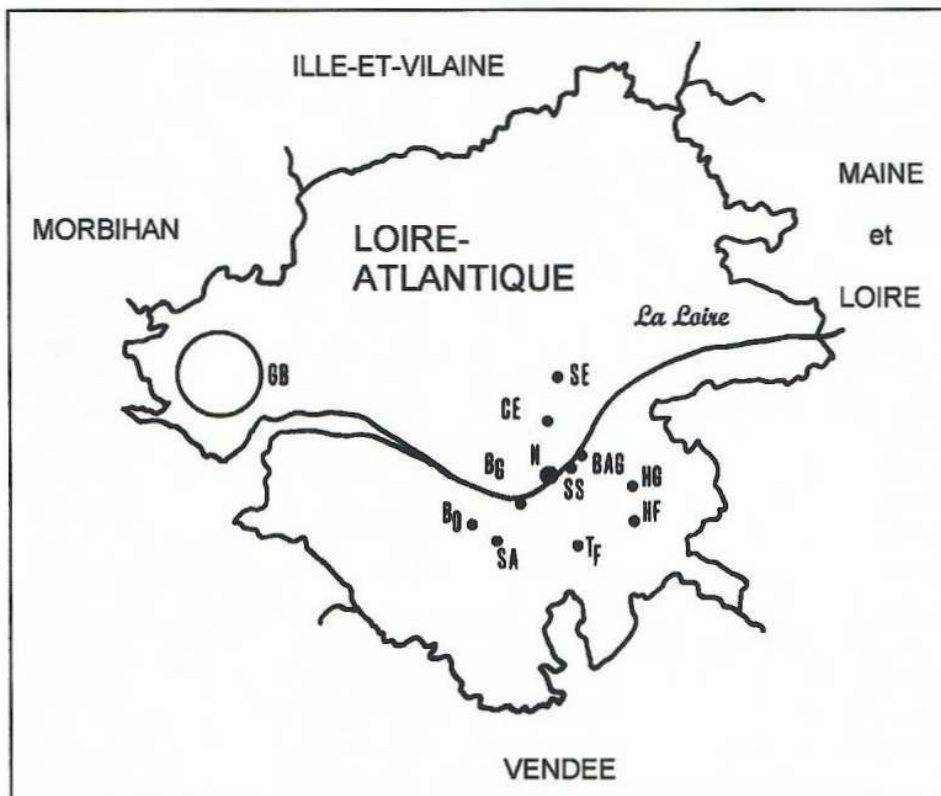 ILLE-ET-VILAINE
MORBIHAN
MAINE
et
LOIRE
LOIRE-
ATLANTIQUE
La Loire
GB
SE
CE
BG
N
BAG
SS
HG
HF
BO
SA
TF
VENDEE